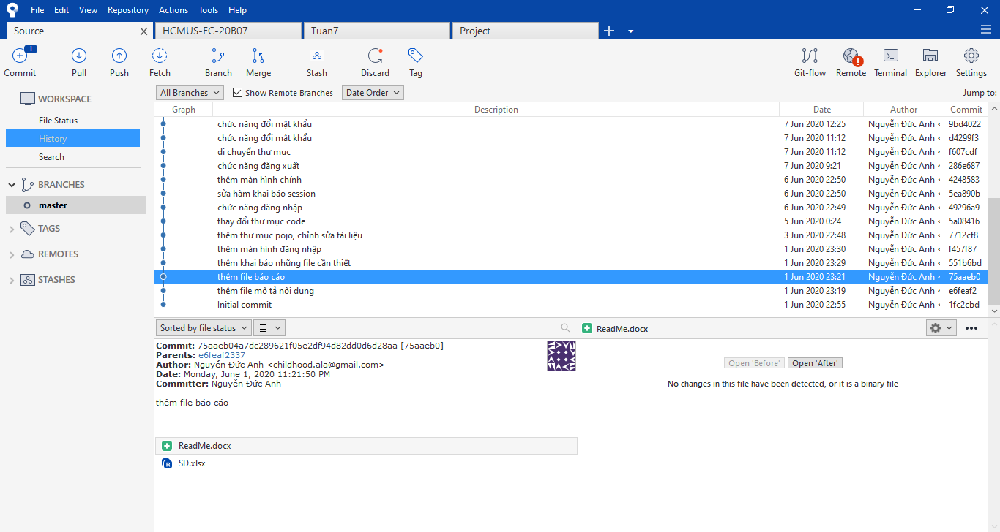 File Edit View Repository Actions Tools Help
Source HCMUS-EC-20B07 Tuan7 Project
1
Commit Pull Push Fetch Branch Merge Stash Discard Tag Git-flow Remote Terminal Explorer Settings
WORKSPACE
File Status
History
Search
BRANCHES
master
TAGS
REMOTES
STASHES
All Branches Show Remote Branches Date Order Jump to:
Graph Description Date Author Commit
chức năng đổi mật khẩu 7 Jun 2020 12:25 Nguyễn Đức Anh < 9bd4022
chức năng đổi mật khẩu 7 Jun 2020 11:12 Nguyễn Đức Anh < d4299f3
di chuyển thư mục 7 Jun 2020 11:12 Nguyễn Đức Anh < f607cdf
chức năng đăng xuất 7 Jun 2020 9:21 Nguyễn Đức Anh < 286e687
thêm màn hình chính 6 Jun 2020 22:50 Nguyễn Đức Anh < 4248583
sửa hàm khai báo session 6 Jun 2020 22:50 Nguyễn Đức Anh < 5ea890b
chức năng đăng nhập 6 Jun 2020 22:49 Nguyễn Đức Anh < 49296a9
thay đổi thư mục code 5 Jun 2020 0:24 Nguyễn Đức Anh < 5a08416
thêm thư mục pojo, chỉnh sửa tài liệu 3 Jun 2020 22:48 Nguyễn Đức Anh < 7712cf8
thêm màn hình đăng nhập 1 Jun 2020 23:30 Nguyễn Đức Anh < f457f87
thêm khai báo những file cần thiết 1 Jun 2020 23:29 Nguyễn Đức Anh < 551b6bd
thêm file báo cáo 1 Jun 2020 23:21 Nguyễn Đức Anh < 75aaeb0
thêm file mô tả nội dung 1 Jun 2020 23:19 Nguyễn Đức Anh < e6feaf2
Initial commit 1 Jun 2020 22:55 Nguyễn Đức Anh < 1fc2cbd
Sorted by file status
Commit: 75aaeb04a7dc289621f05e2df94d82dd0d6d28aa [75aaeb0]
Parents: e6feaf2337
Author: Nguyễn Đức Anh <childhood.ala@gmail.com>
Date: Monday, June 1, 2020 11:21:50 PM
Committer: Nguyễn Đức Anh
thêm file báo cáo
ReadMe.docx
SD.xlsx
ReadMe.docx
Open 'Before' Open 'After'
No changes in this file have been detected, or it is a binary file